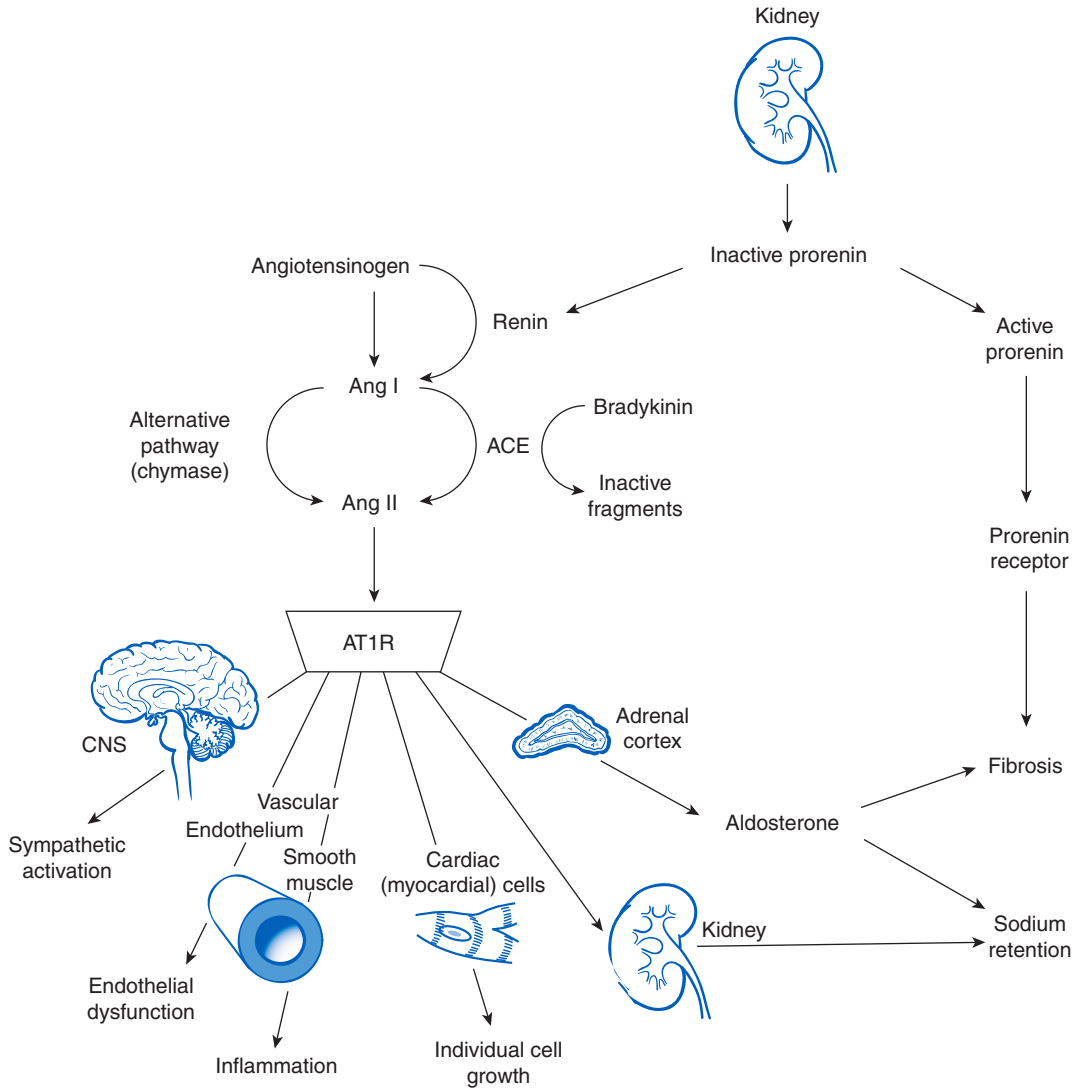 Kidney
Inactive prorenin
Angiotensinogen
Renin
Active
prorenin
Ang I
Alternative
pathway
(chymase)
ACE
Bradykinin
Inactive
fragments
Ang II
Prorenin
receptor
AT1R
CNS
Adrenal
cortex
Fibrosis
Vascular
Endothelium
Aldosterone
Sympathetic
activation
Smooth
muscle
Cardiac
(myocardial) cells
Kidney
Sodium
retention
Endothelial
dysfunction
Inflammation
Individual cell
growth